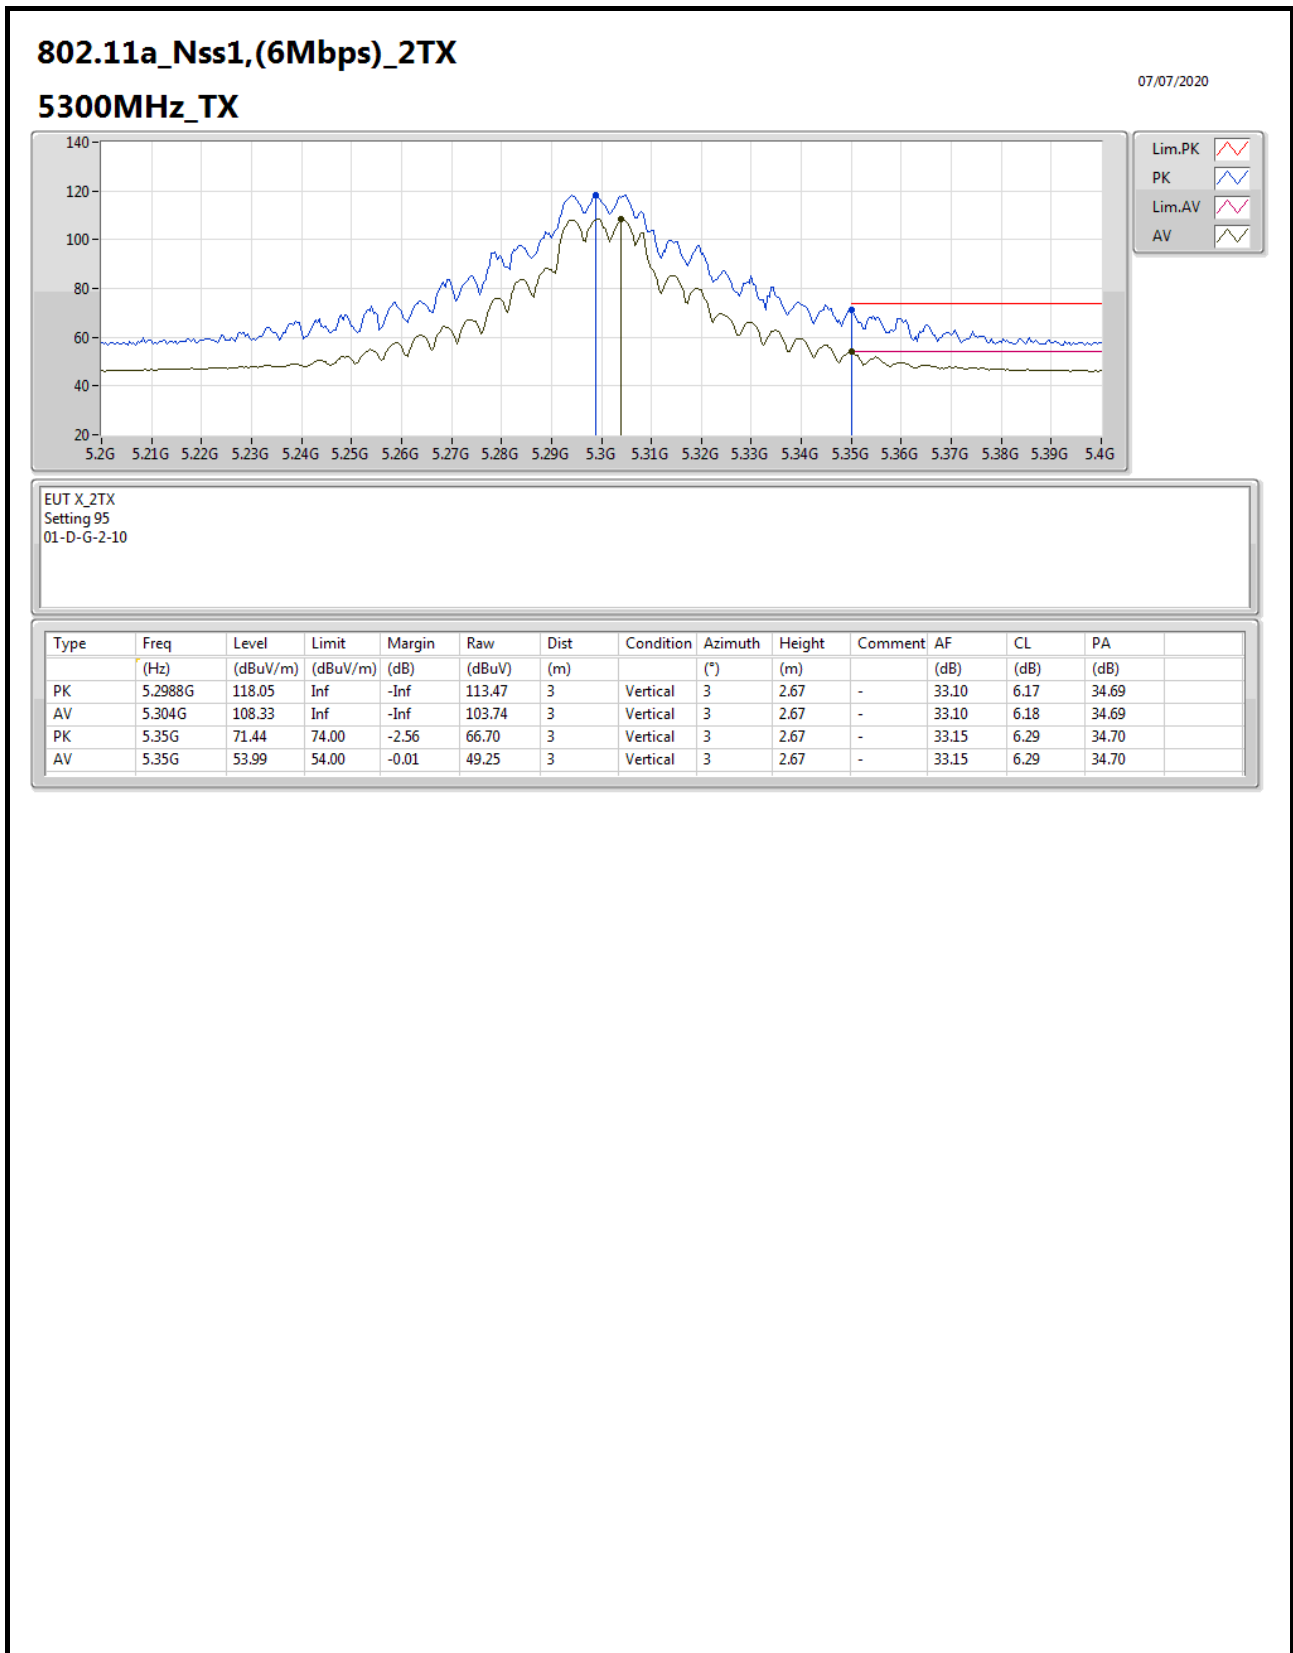 802.11a_Nss1,(6Mbps)_2TX
07/07/2020
5300MHz_TX
140
120
100
80
60
40
20
5.2G 5.21G 5.22G 5.23G 5.24G 5.25G 5.26G 5.27G 5.28G 5.29G 5.3G 5.31G 5.32G 5.33G 5.34G 5.35G 5.36G 5.37G 5.38G 5.39G 5.4G
Lim.PK
PK
Lim.AV
AV
EUT X_2TX
Setting 95
01-D-G-2-10
Type Freq Level Limit Margin Raw Dist Condition Azimuth Height Comment AF CL PA
(Hz) (dBuV/m) (dBuV/m) (dB) (dBuV) (m) (°) (m) (dB) (dB) (dB)
PK 5.2988G 118.05 Inf -Inf 113.47 3 Vertical 3 2.67 - 33.10 6.17 34.69
AV 5.304G 108.33 Inf -Inf 103.74 3 Vertical 3 2.67 - 33.10 6.18 34.69
PK 5.35G 71.44 74.00 -2.56 66.70 3 Vertical 3 2.67 - 33.15 6.29 34.70
AV 5.35G 53.99 54.00 -0.01 49.25 3 Vertical 3 2.67 - 33.15 6.29 34.70